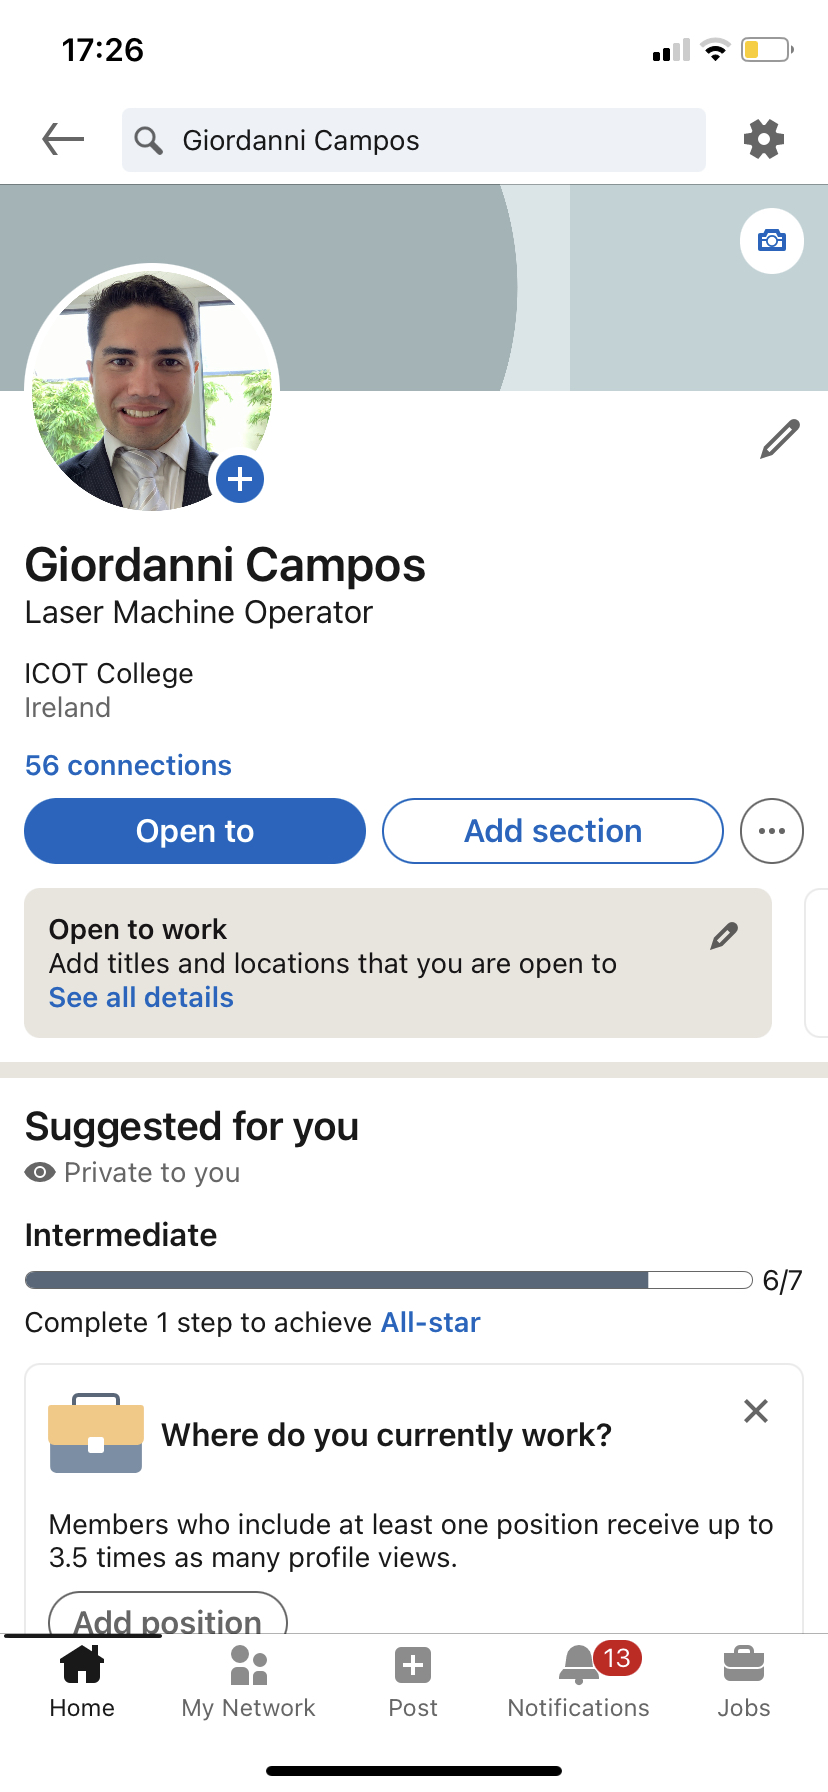 17:26
Giordanni Campos
Giordanni Campos
Laser Machine Operator
ICOT College
Ireland
56 connections
Open to
Add section
Open to work
Add titles and locations that you are open to
See all details
Suggested for you
Private to you
Intermediate
6/7
Complete 1 step to achieve All-star
Where do you currently work?
Members who include at least one position receive up to
3.5 times as many profile views.
Add position
13
Home
My Network
Post
Notifications
Jobs